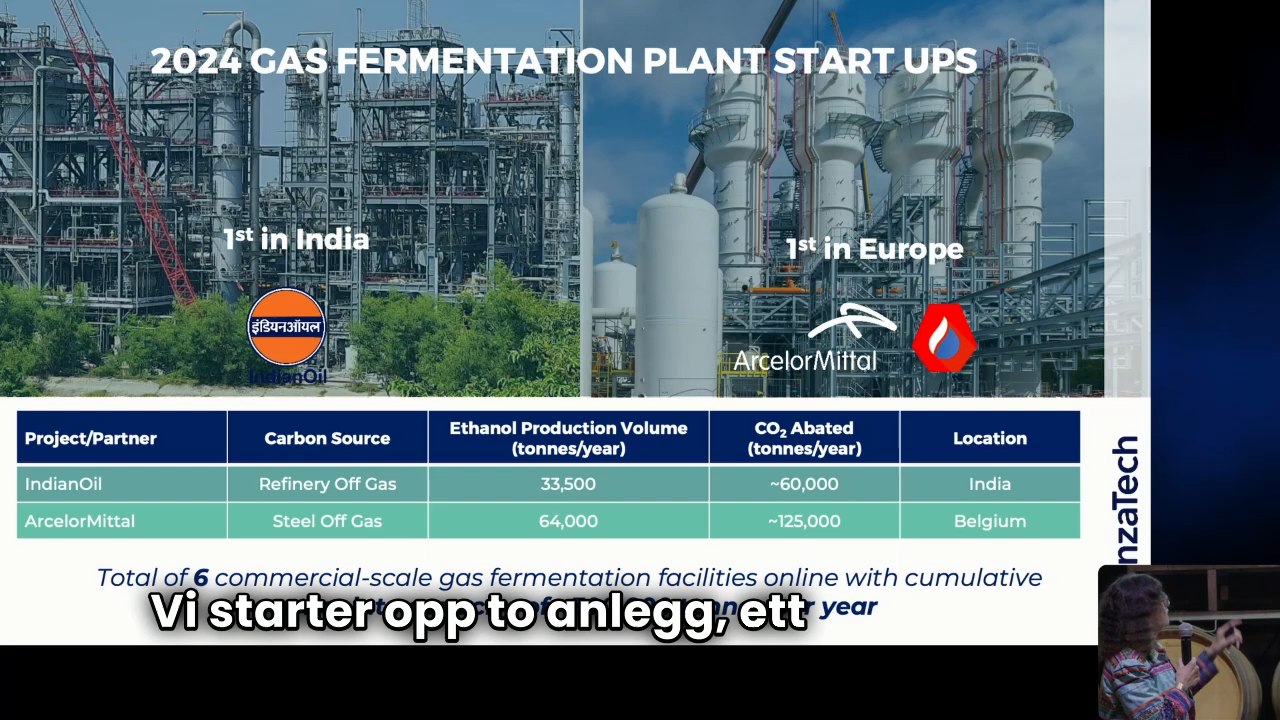 2024 GAS FERMENTATION PLANT START UPS
1st in India
1st in Europe
इंडियनऑयल
IndianOil
ArcelorMittal
Project/Partner Carbon Source Ethanol Production Volume (tonnes/year) CO2 Abated (tonnes/year) Location
IndianOil Refinery Off Gas 33,500 ~60,000 India
ArcelorMittal Steel Off Gas 64,000 ~125,000 Belgium
nzaTech
Total of 6 commercial-scale gas fermentation facilities online with cumulative
year
Vi starter opp to anlegg, ett